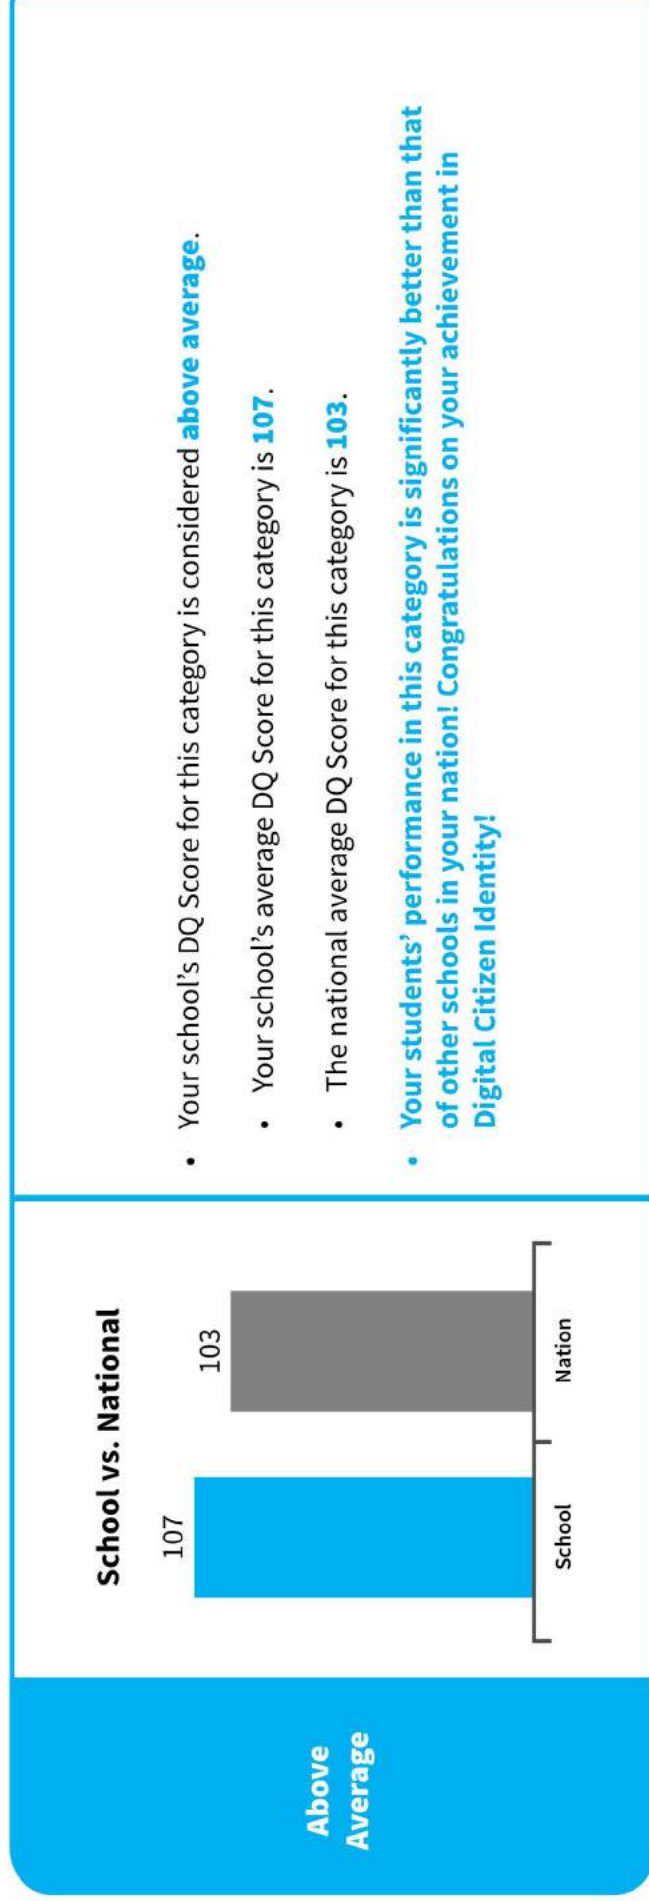 Above
Average
School vs. National
107
103
School
Nation
• Your school’s DQ Score for this category is considered above average.
• Your school’s average DQ Score for this category is 107.
• The national average DQ Score for this category is 103.
• Your students’ performance in this category is significantly better than that
of other schools in your nation! Congratulations on your achievement in
Digital Citizen Identity!